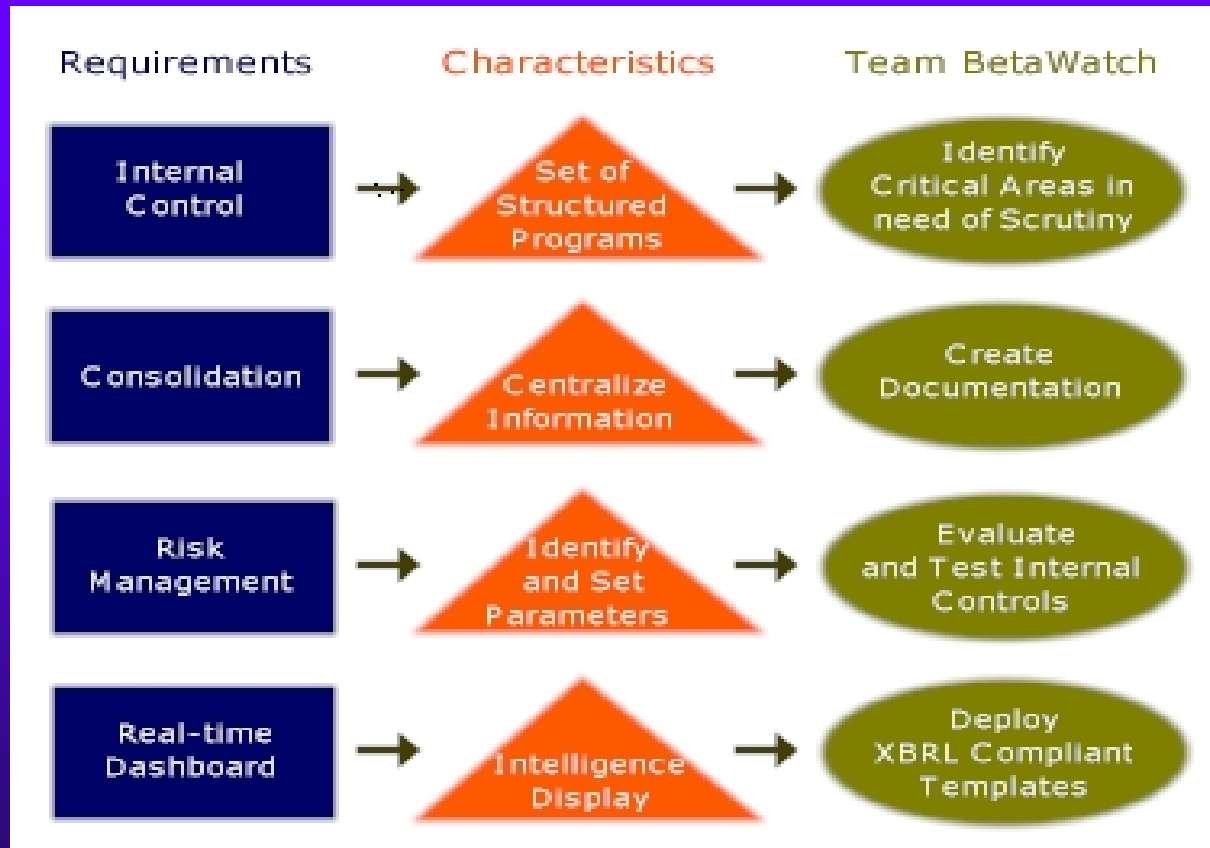 Requirements
Characteristics
Team BetaWatch
Internal
Control
Set of
Structured
Programs
Identify
Critical Areas in
need of Scrutiny
Consolidation
Centralize
Information
Create
Documentation
Risk
Management
Identify
and Set
Parameters
Evaluate
and Test Internal
Controls
Real-time
Dashboard
Intelligence
Display
Deploy
XBRL Compliant
Templates